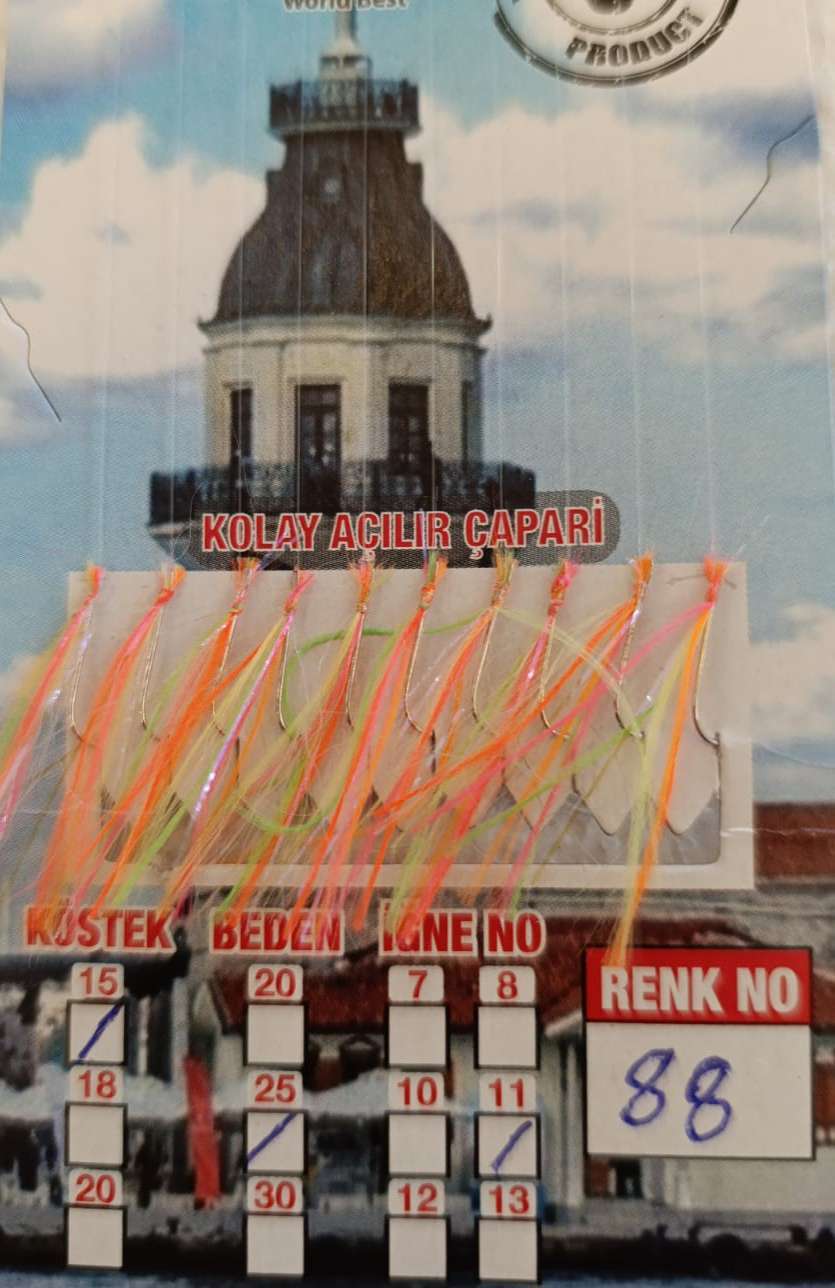 World Best
PRODUCT
KOLAY AÇILIR ÇAPARİ
KÖSTEK BEDEN İĞNE NO
15 20 7 8
RENK NO
18 25 10 11
88
20 30 12 13